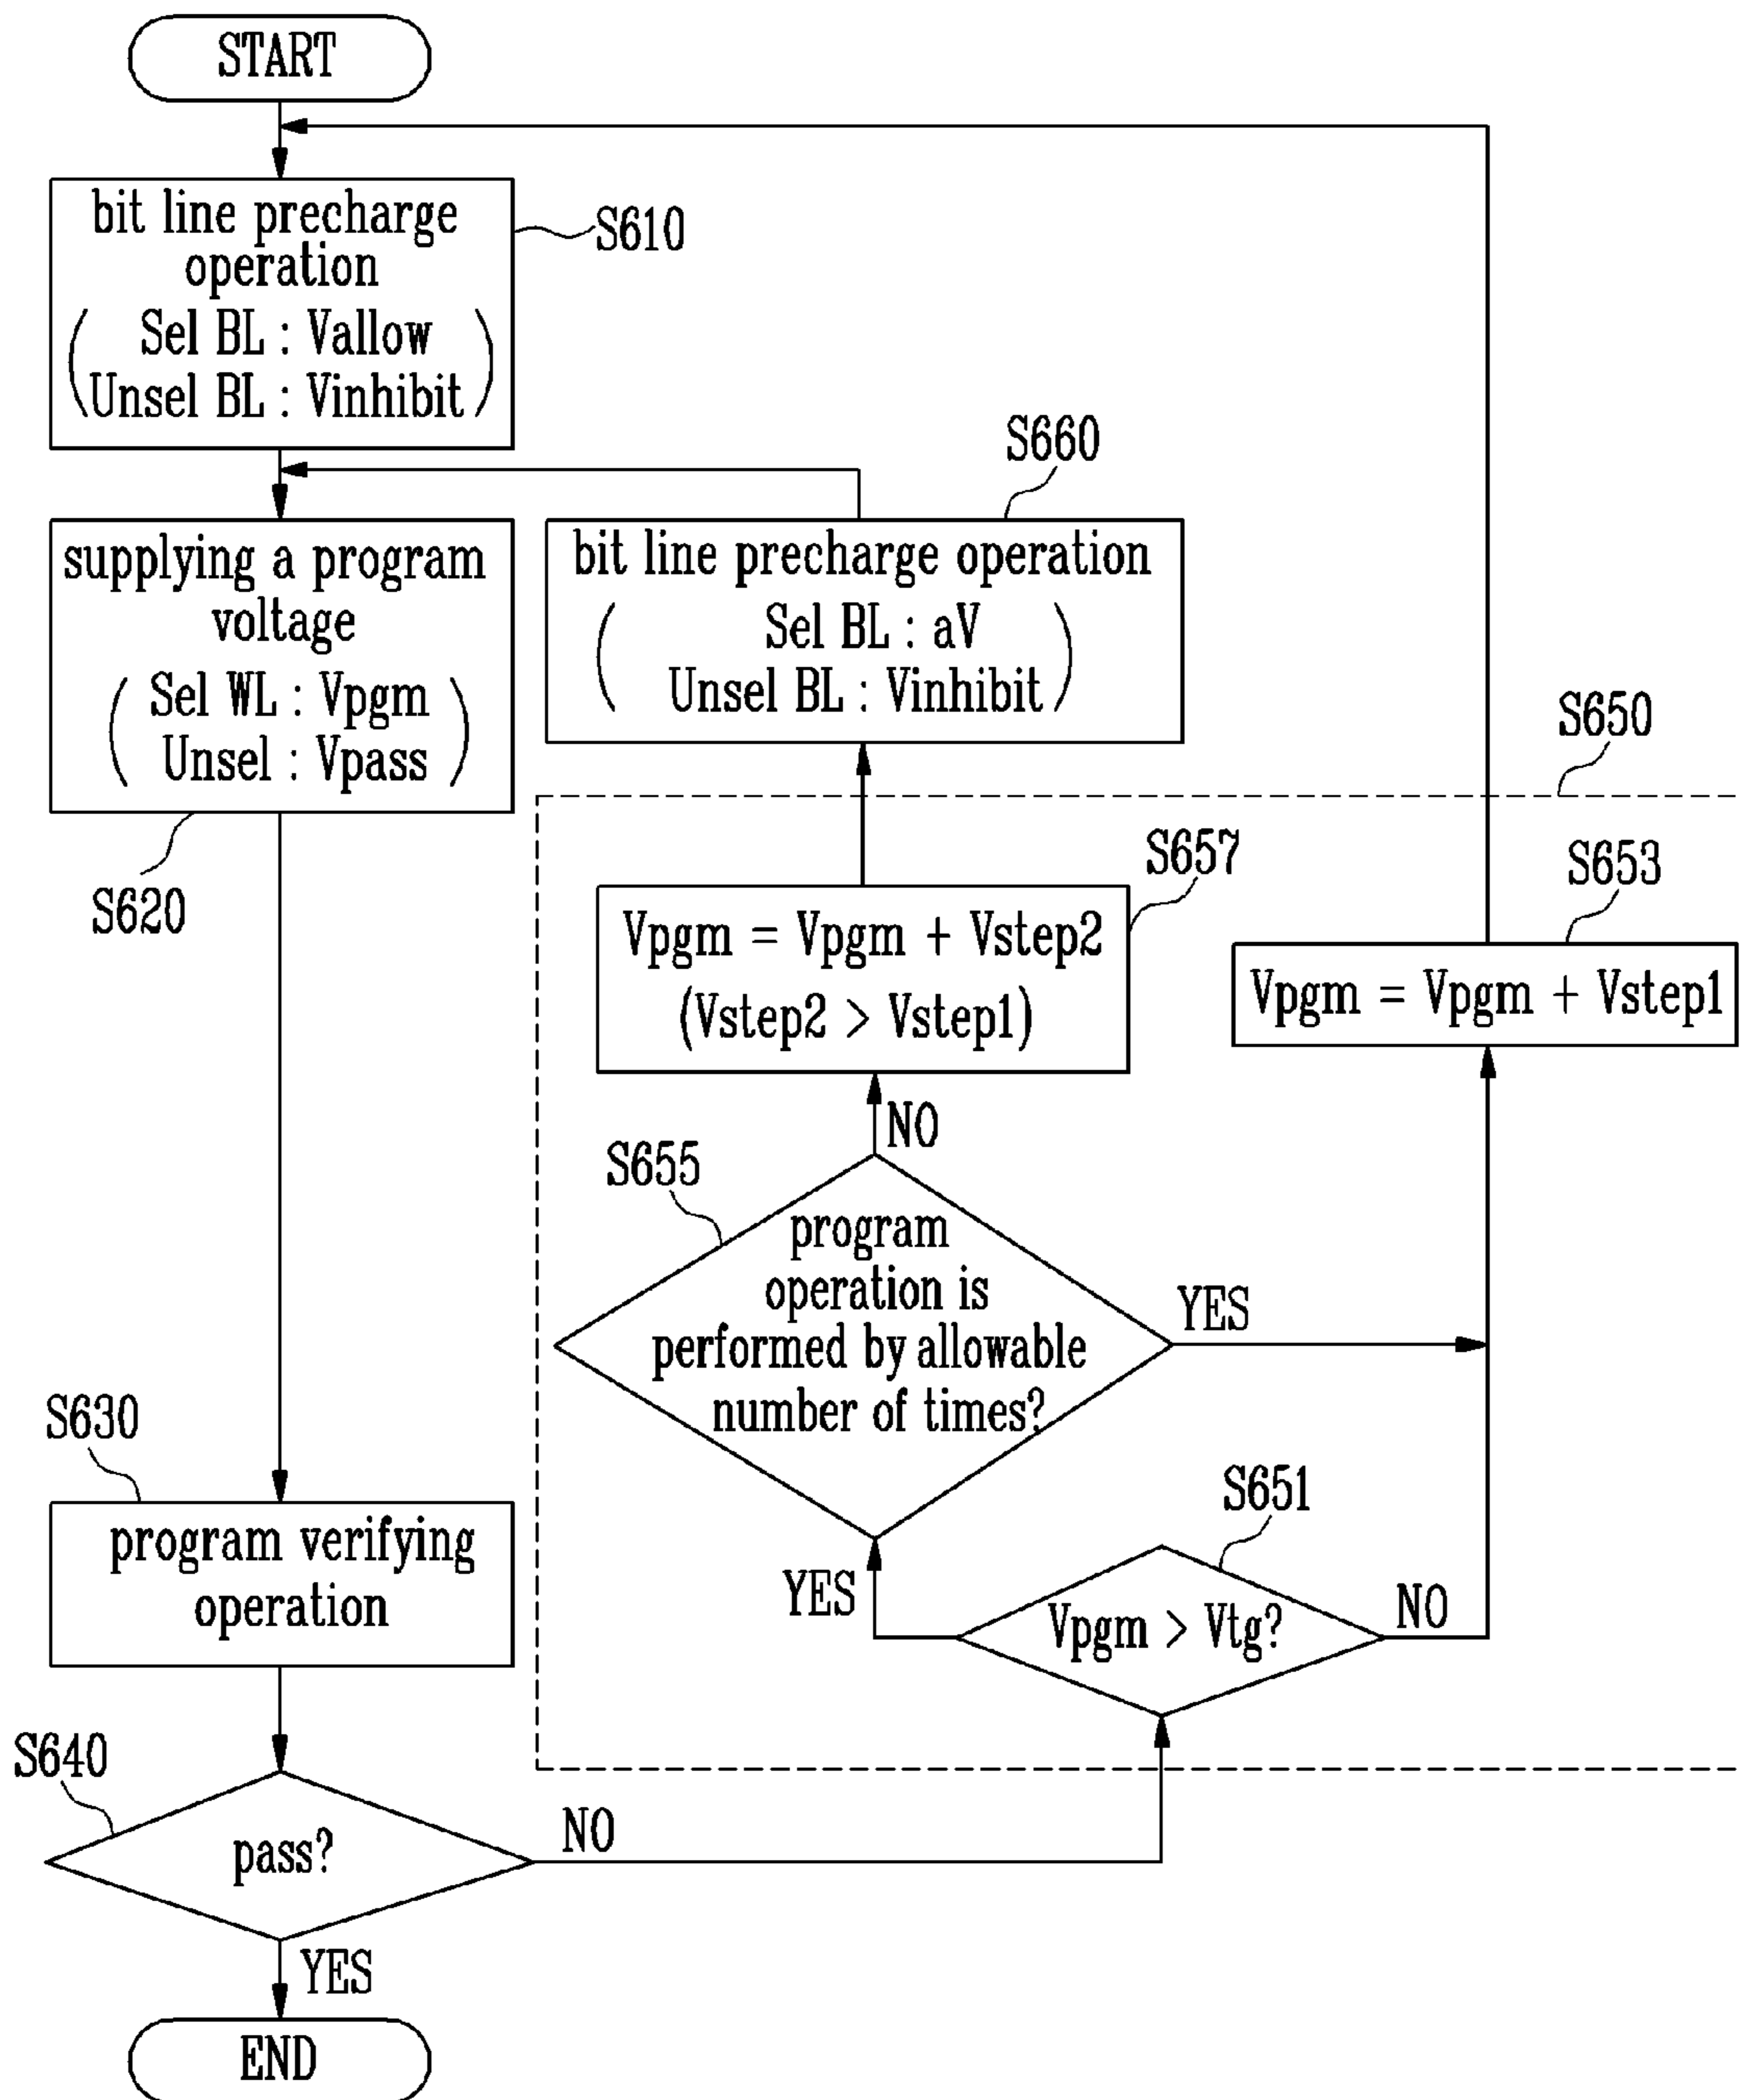 START
bit line precharge
operation
( Sel BL : Vallow
Unsel BL : Vinhibit )
S610
S660
supplying a program
voltage
( Sel WL : Vpgm
Unsel : Vpass )
S620
bit line precharge operation
( Sel BL : aV
Unsel BL : Vinhibit )
S650
S657
Vpgm = Vpgm + Vstep2
(Vstep2 > Vstep1)
S653
Vpgm = Vpgm + Vstep1
NO
S655
program
operation is
performed by allowable
number of times?
YES
S630
program verifying
operation
YES
S651
Vpgm > Vtg?
NO
S640
pass?
NO
YES
END